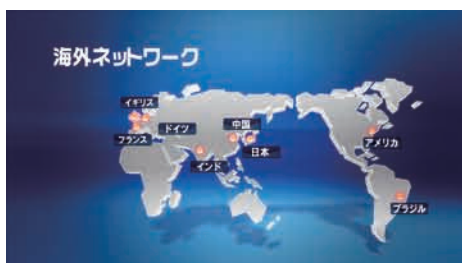 海外ネットワーク
イギリス
ドイツ
中国
フランス
日本
アメリカ
インド
ブラジル